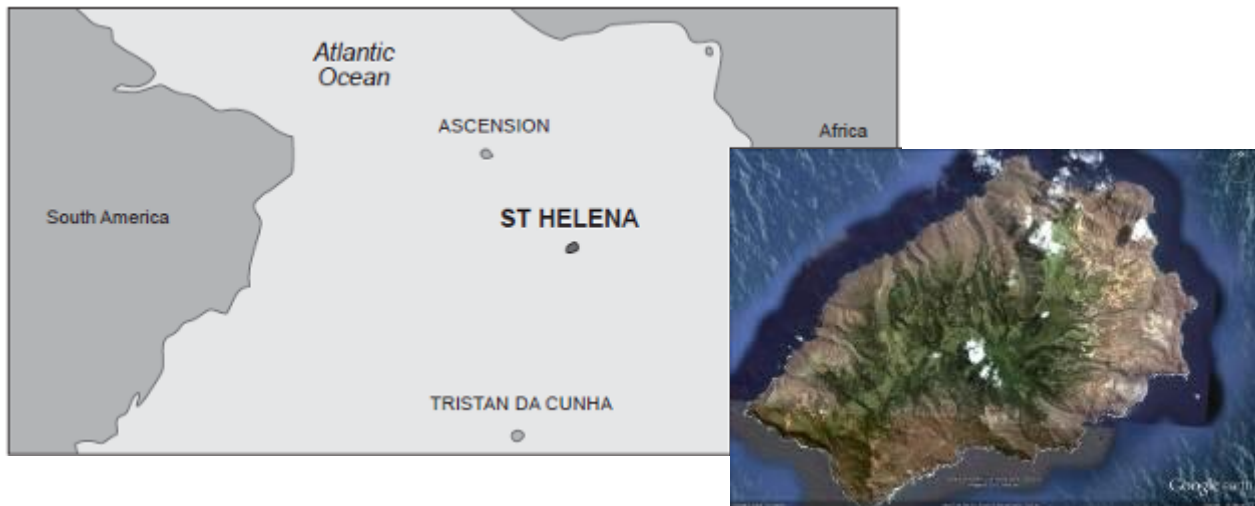 Atlantic
Ocean
ASCENSION
Africa
South America
ST HELENA
TRISTAN DA CUNHA
Google earth